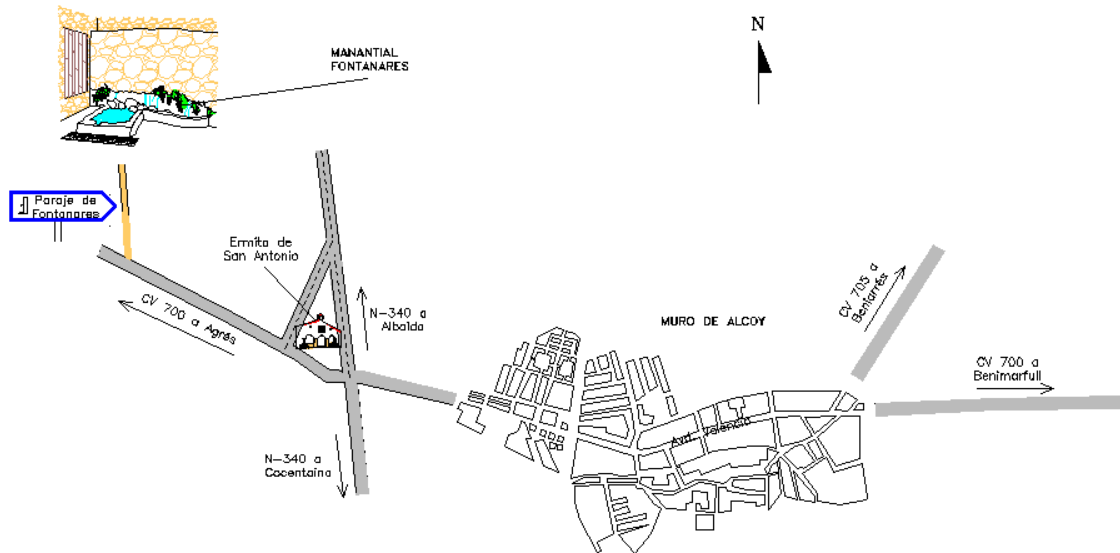 MANANTIAL
FONTANARES
N
Paraje de
Fontanares
Ermita de
San Antonio
CV 700 a Agrés
N-340 a
Albaida
MURO DE ALCOY
CV 705 a
Beniarrés
CV 700 a
Benimarfull
Avd. Valencia
N-340 a
Cocentaina